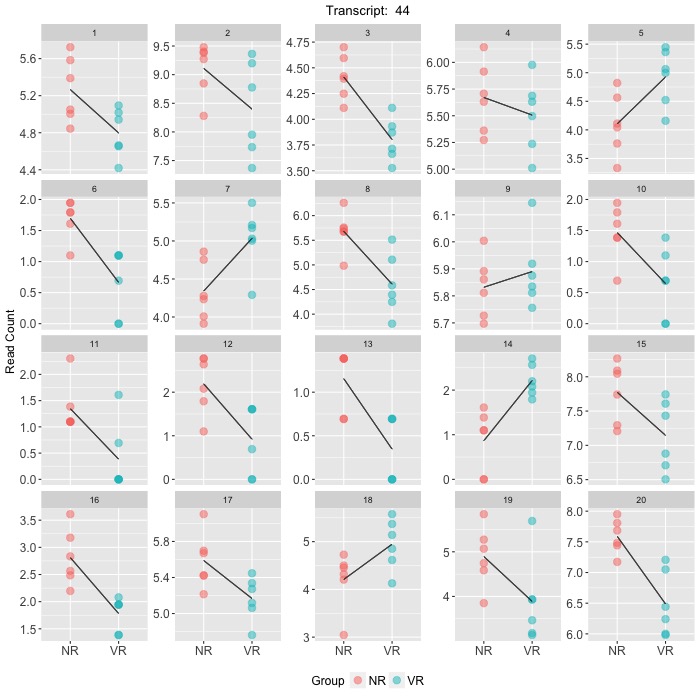 Transcript: 44
1 2 3 4 5
5.6 9.5 4.75 6.00 5.5
5.2 9.0 4.50 5.75 5.0
4.8 8.5 4.25 5.50 4.5
4.4 8.0 4.00 5.25 4.0
7.5 3.75 5.00 3.5
3.50
6 7 8 9 10
2.0 5.5 6.0 6.1 2.0
1.5 5.0 5.5 6.0 1.5
1.0 4.5 5.0 5.9 1.0
0.5 4.0 4.5 5.8 0.5
0.0 4.0 5.7 0.0
Read Count
11 12 13 14 15
2.0 2 1.0 2 8.0
1.5 1 0.5 1 7.5
1.0 0 0.0 0 7.0
0.5 6.5
0.0
16 17 18 19 20
3.5 5.8 5 5 8.0
3.0 5.4 4 4 7.5
2.5 5.0 3 7.0
2.0 6.5
1.5 6.0
NR VR NR VR NR VR NR VR NR VR
Group NR VR